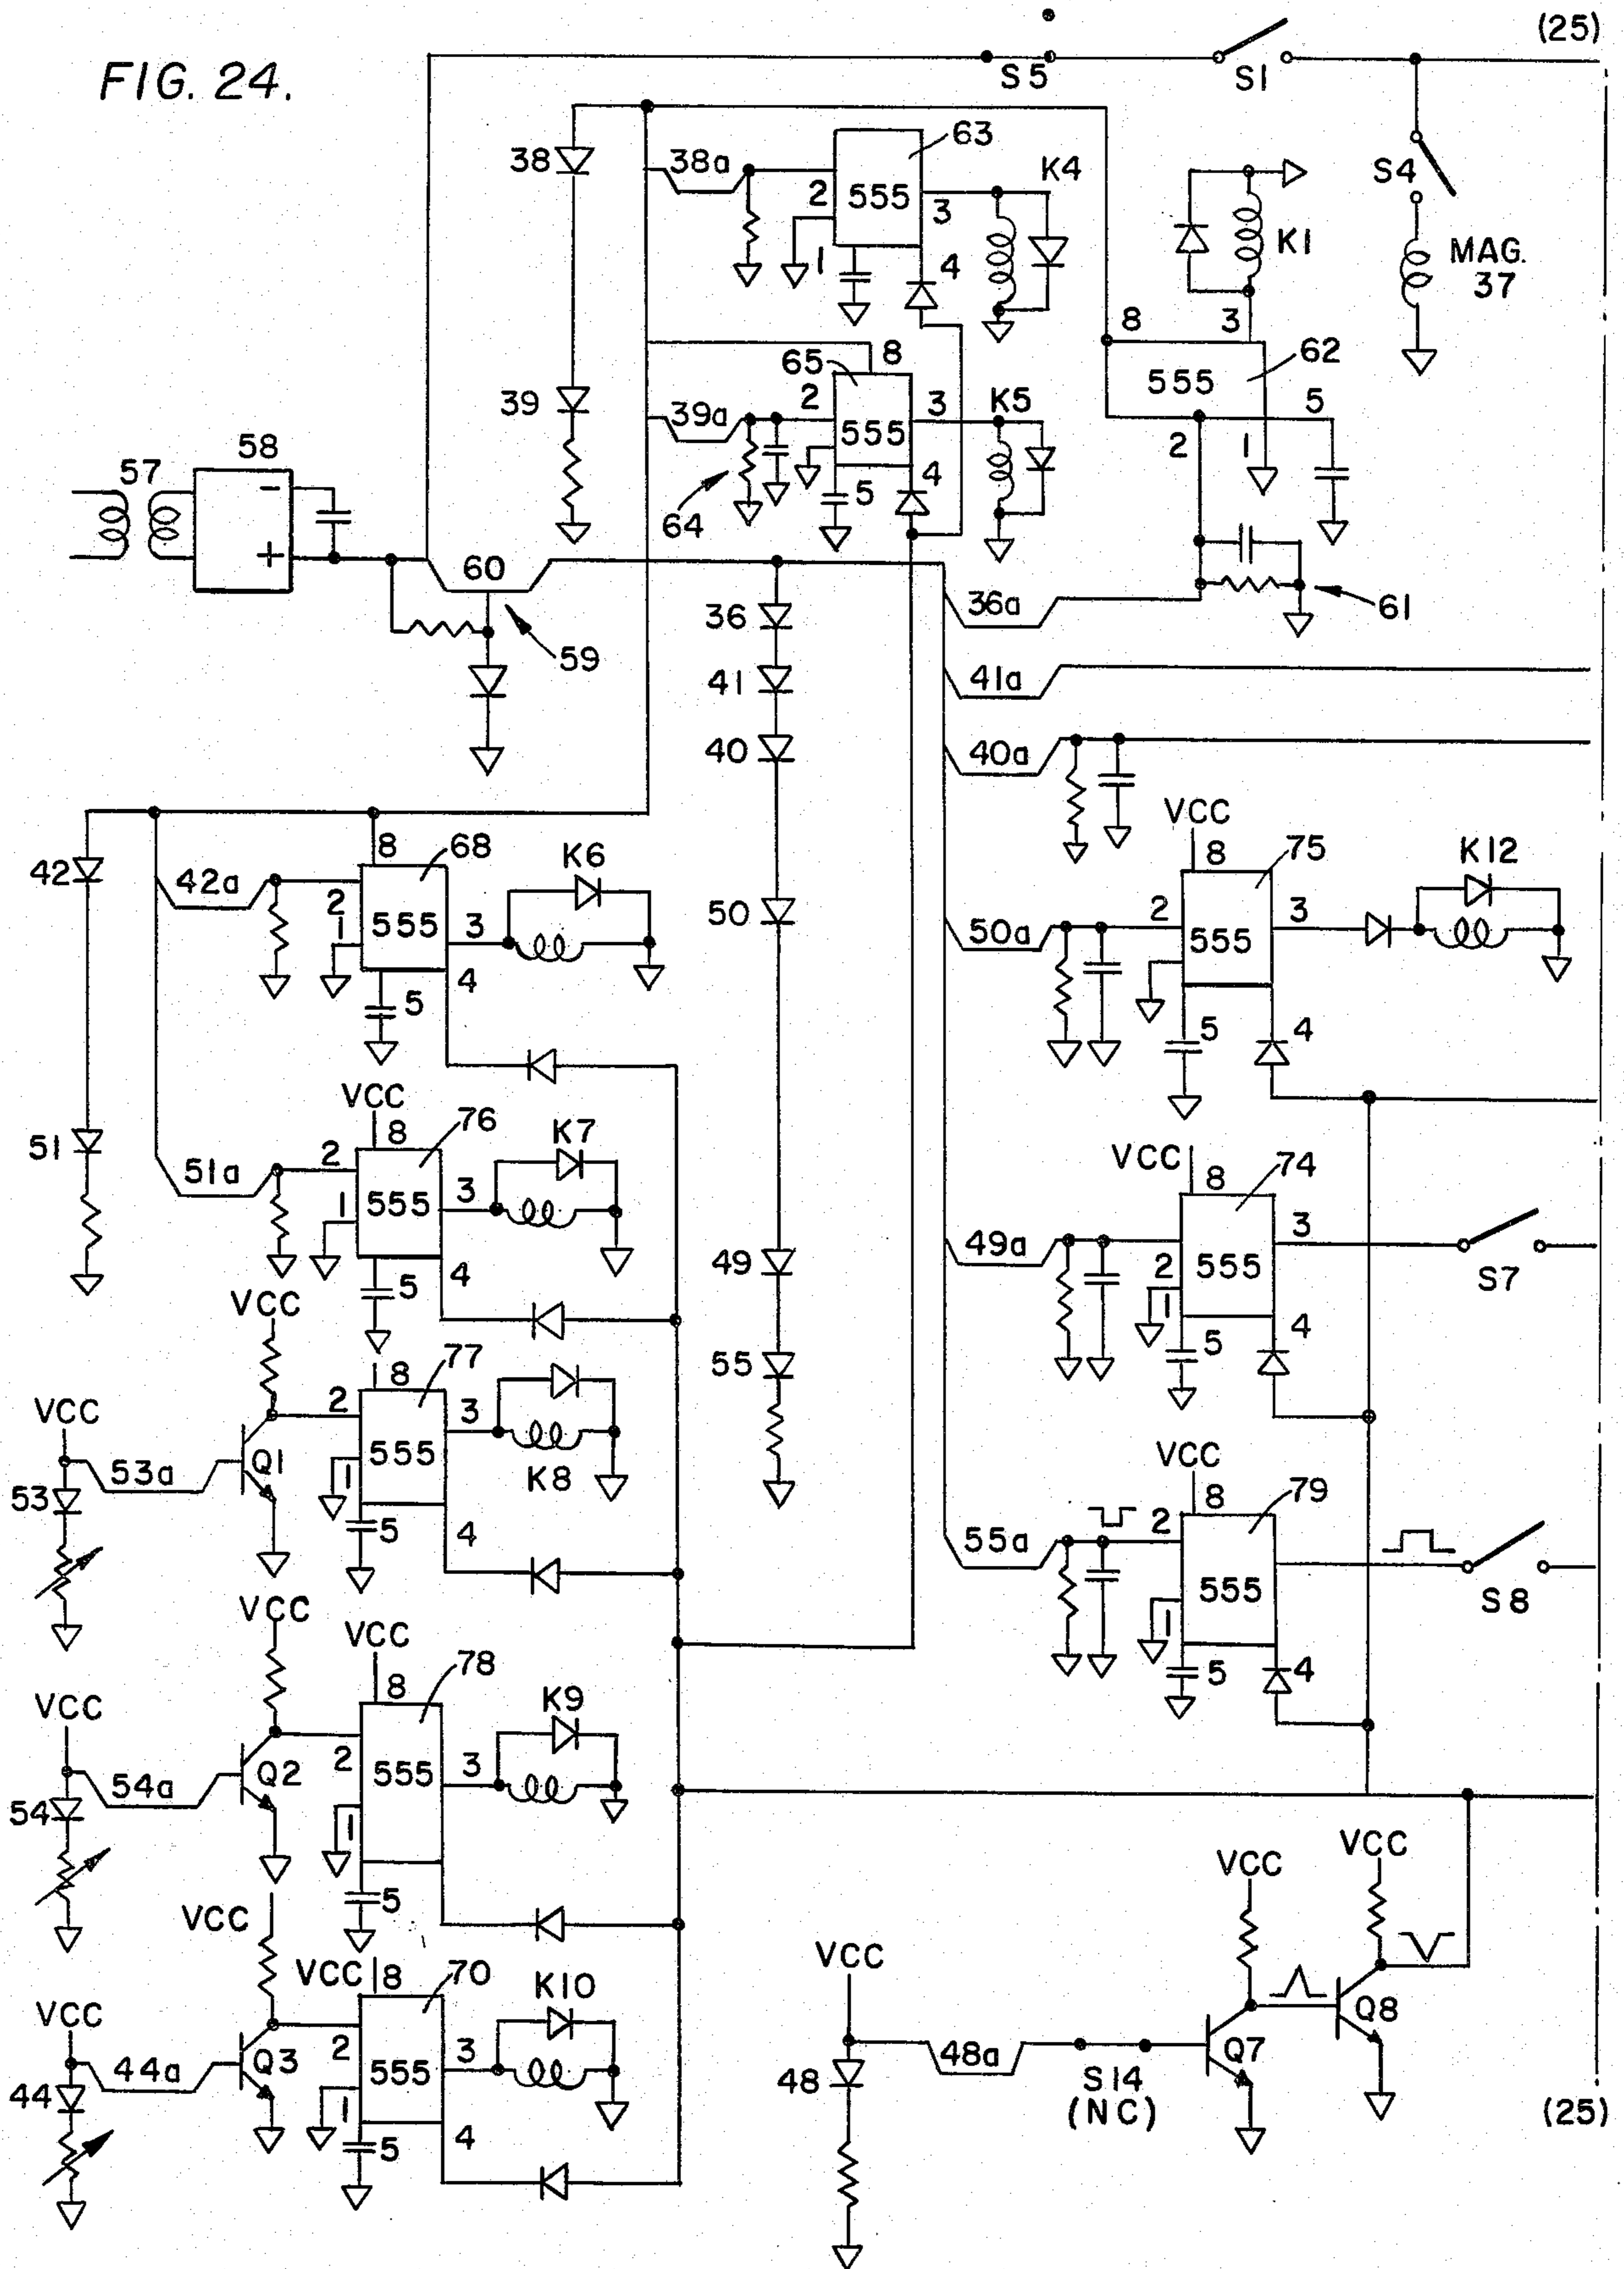 (25)
FIG. 24.
S5
S1
38
38a
63
K4
S4
2
555
3
1
4
K1
MAG.
37
8
3
62
65
8
555
5
39
39a
2
3
K5
555
2
1
4
57
58
5
64
-
+
60
36a
61
36
59
41
41a
40
40a
VCC
8
75
K12
8
68
K6
42
42a
2
1
555
3
50
50a
2
3
555
4
5
5
4
VCC
8
76
K7
51
51a
2
1
555
3
VCC
8
74
49
49a
3
2
555
S7
5
4
1
5
4
VCC
8
77
55
2
3
VCC
53a
Q1
555
K8
53
1
VCC
8
79
5
4
55a
2
555
S8
1
VCC
VCC
8
78
5
4
K9
VCC
54a
Q2
2
555
3
54
1
VCC
VCC
5
VCC
VCC
8
70
K10
VCC
VCC
44a
Q3
2
555
3
Q8
44
1
48
48a
S14
(NC)
Q7
5
4
(25)